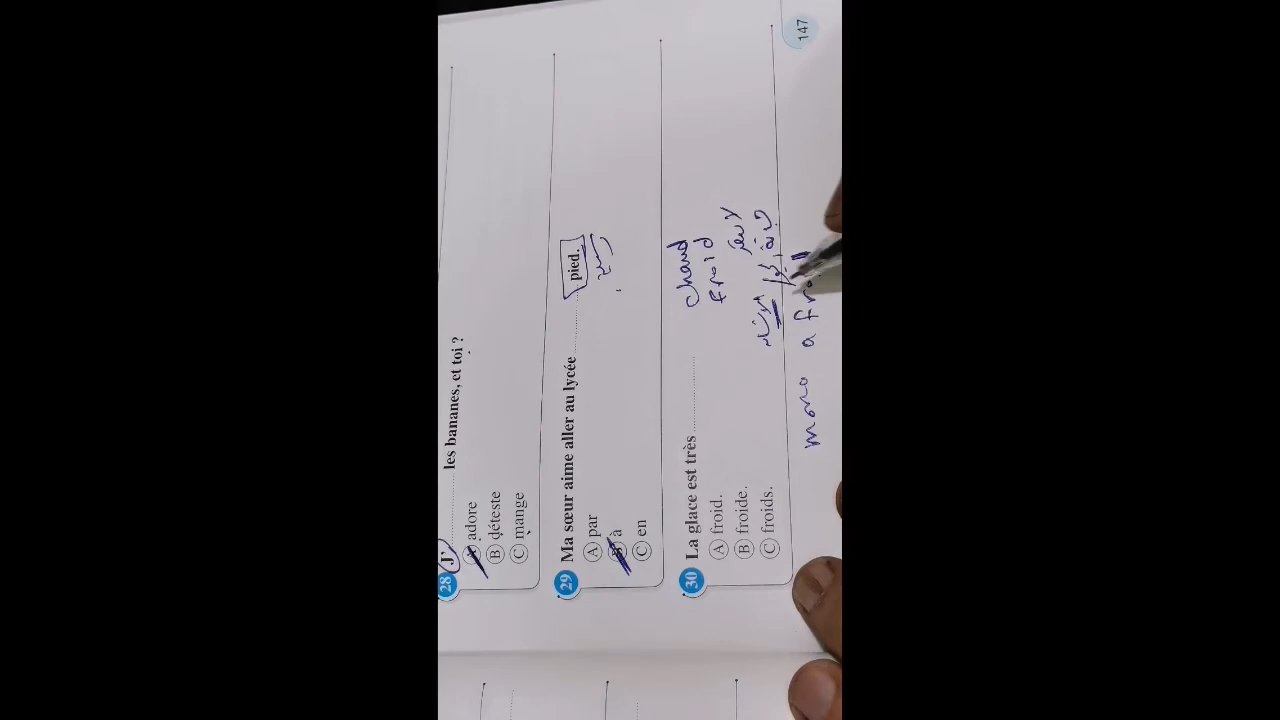 28 J' .................... les bananes, et toi ?
A adore
B déteste
C mange
29 Ma sœur aime aller au lycée .................... pied.
A par
B à
C en
30 La glace est très ....................
A froid.
B froide.
C froids.
chaud
froid
mona a
147